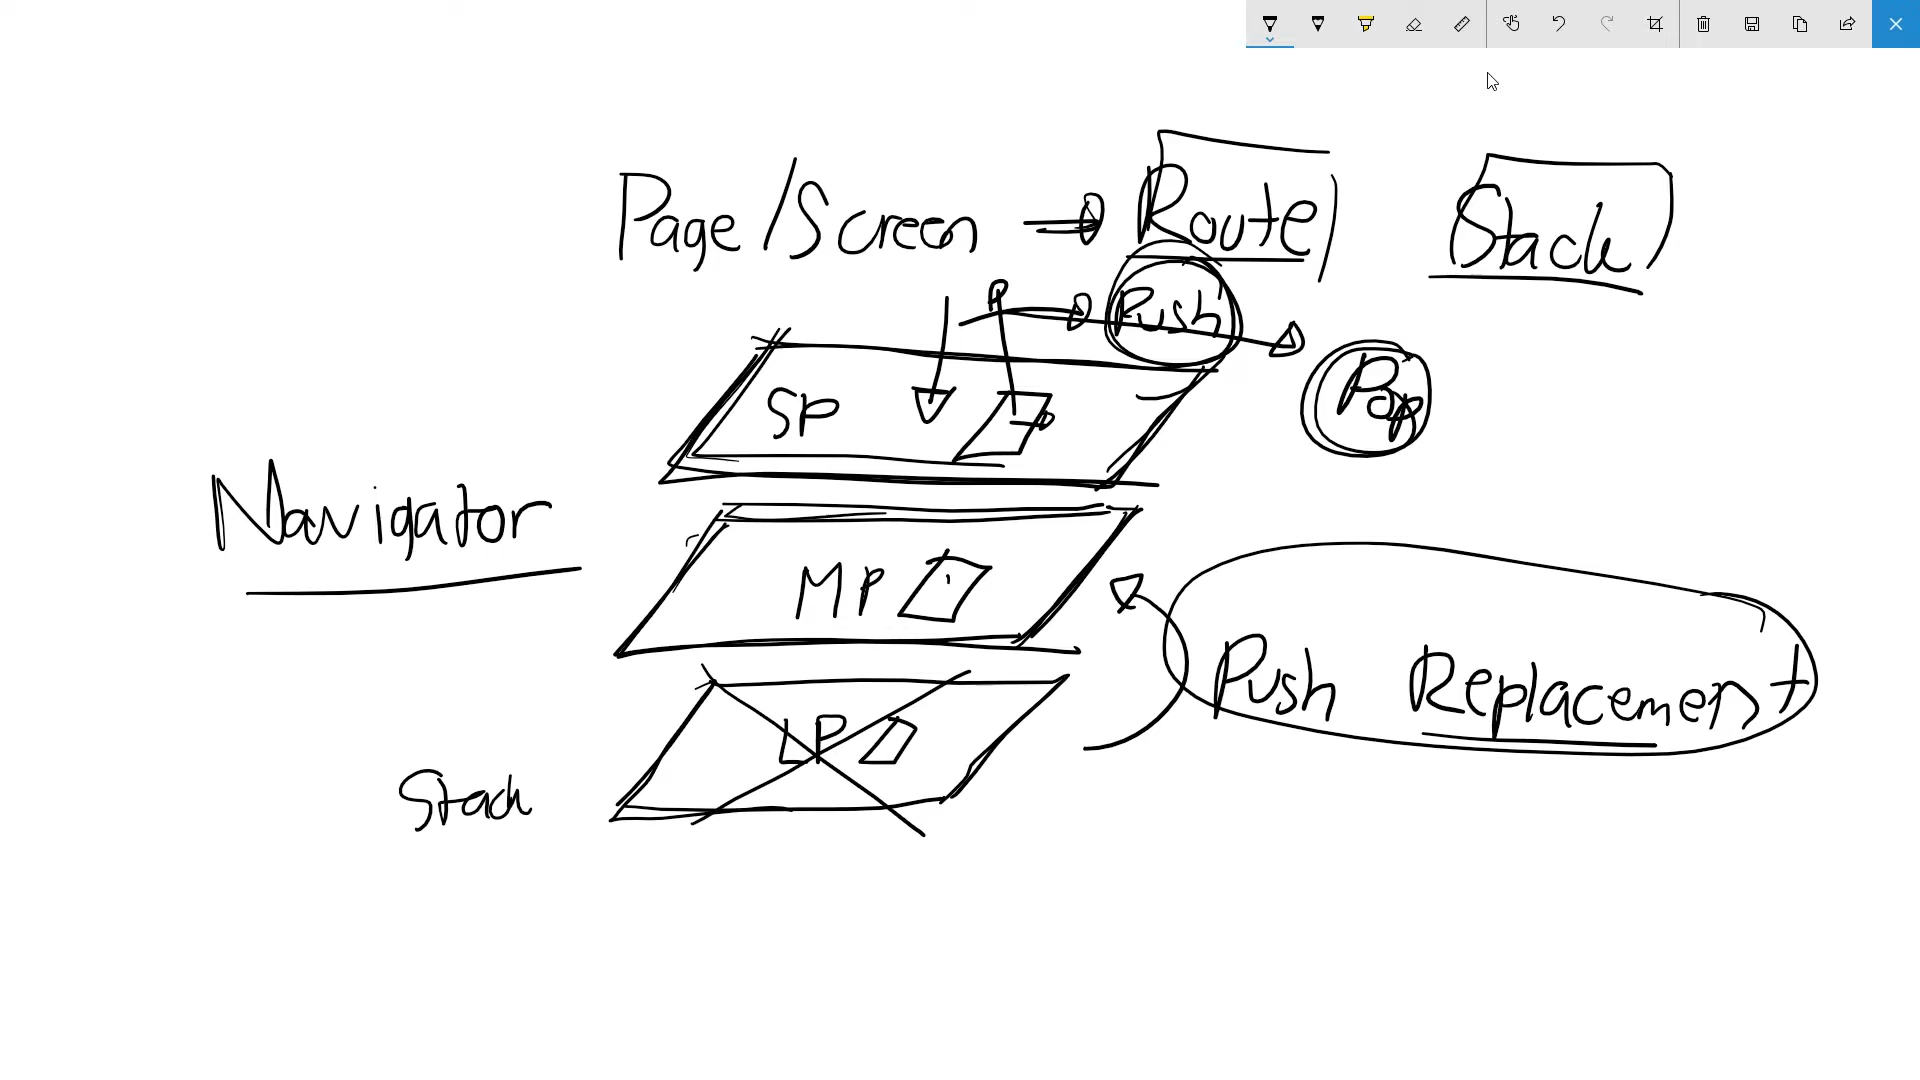 Page/Screen ⇒ Route Stack
Push
SP
Pop
Navigator
MP
Push Replacement
LP
Stack